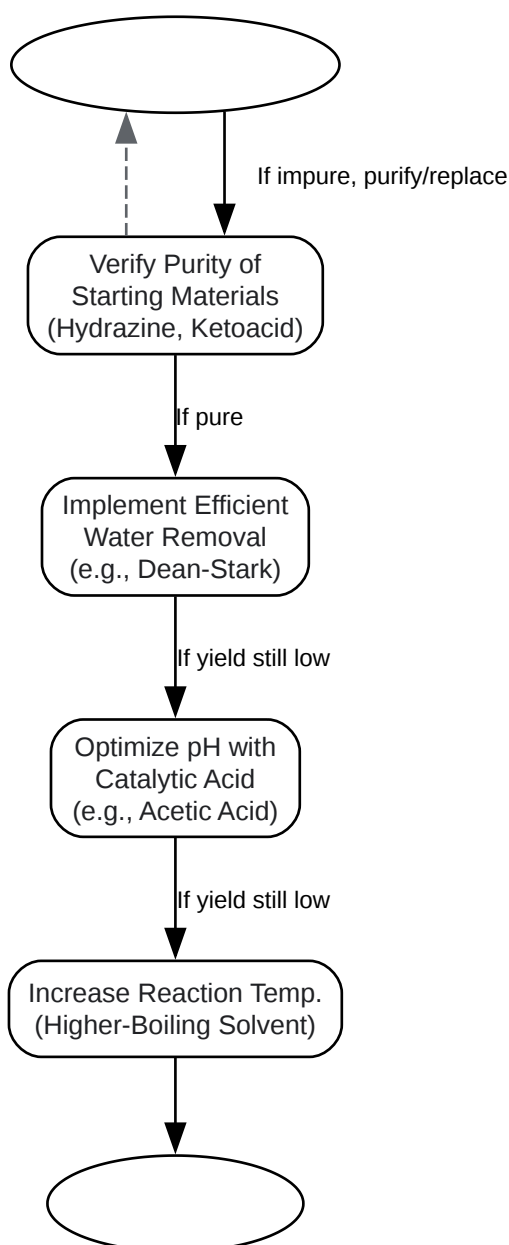 If impure, purify/replace
Verify Purity of
Starting Materials
(Hydrazine, Ketoacid)
If pure
Implement Efficient
Water Removal
(e.g., Dean-Stark)
If yield still low
Optimize pH with
Catalytic Acid
(e.g., Acetic Acid)
If yield still low
Increase Reaction Temp.
(Higher-Boiling Solvent)